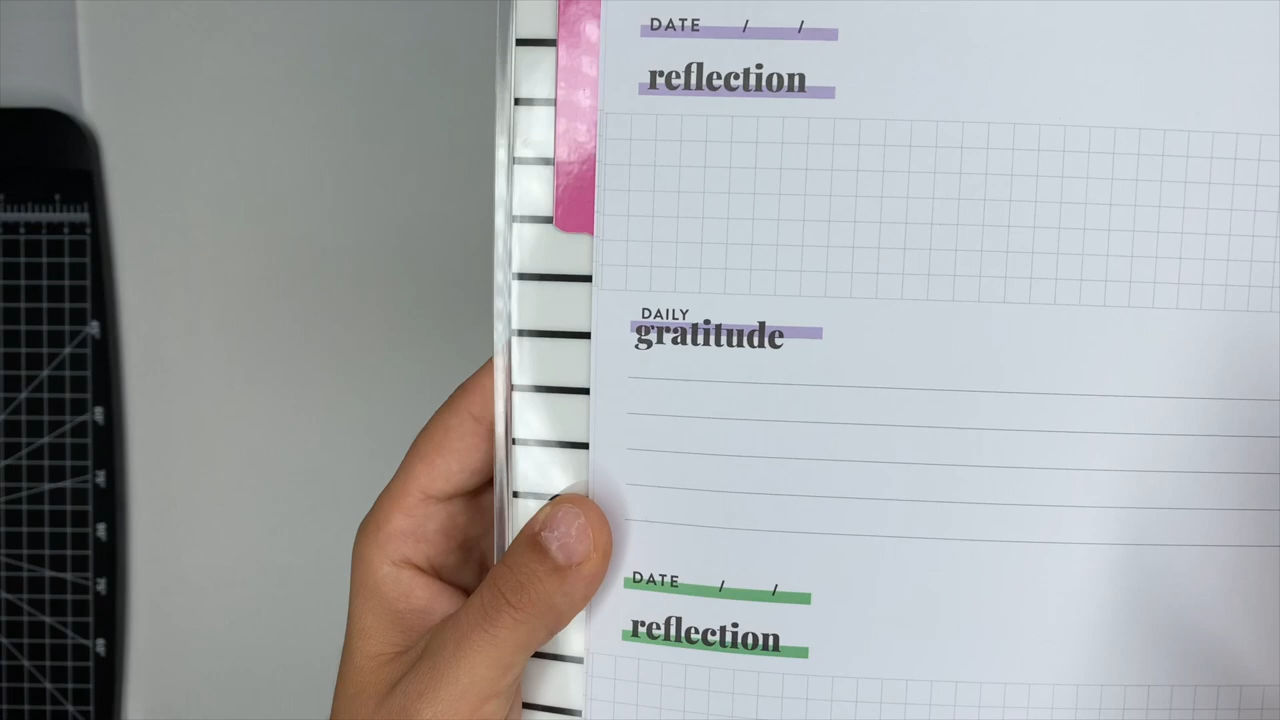 DATE / /
reflection
DAILY
gratitude
DATE / /
reflection